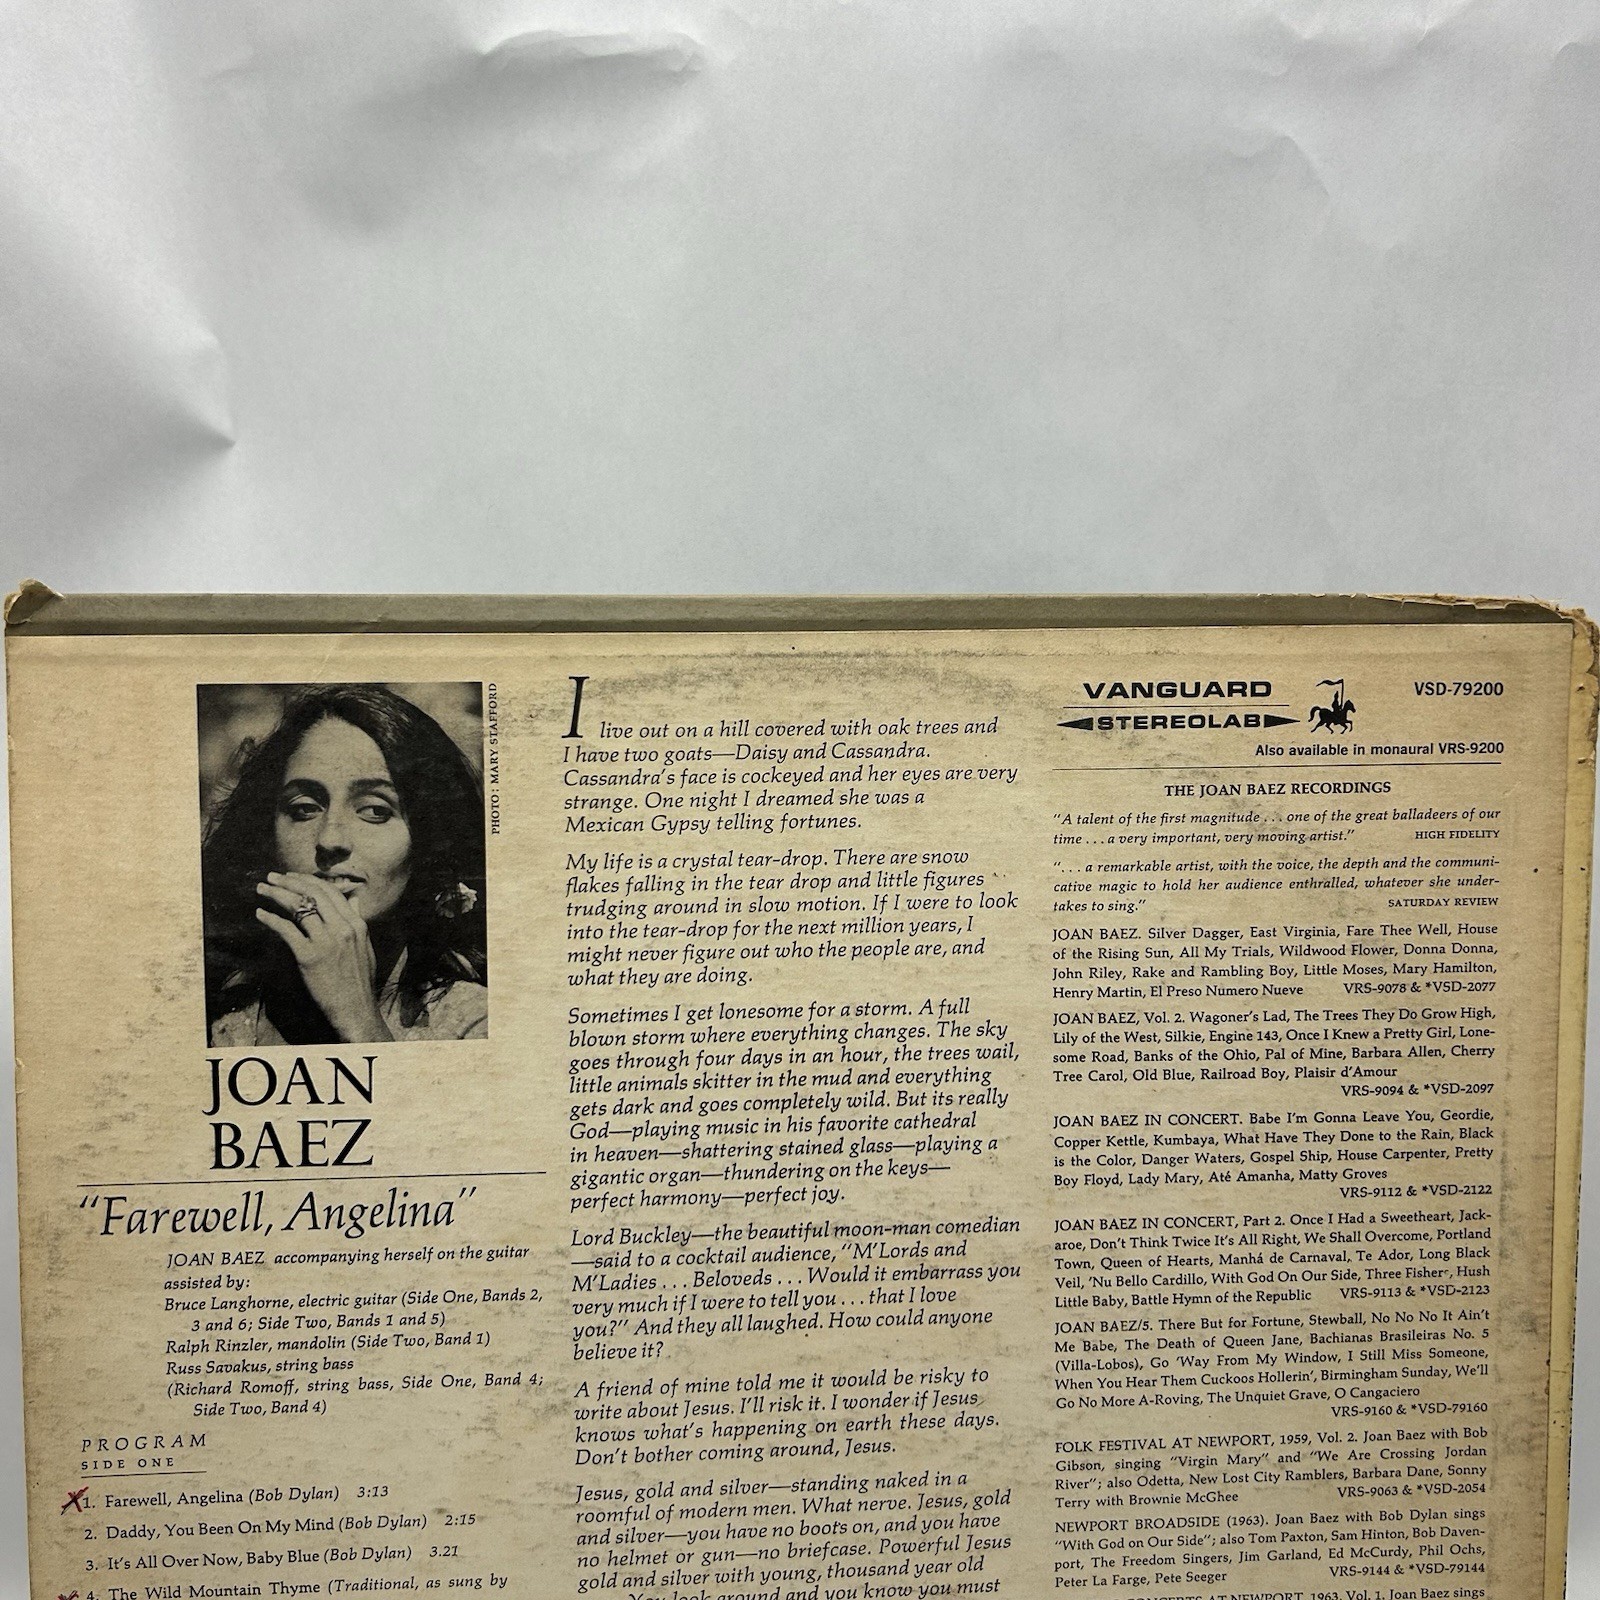 PHOTO: MARY STAFFORD
JOAN
BAEZ
"Farewell, Angelina"
JOAN BAEZ accompanying herself on the guitar
assisted by:
Bruce Langhorne, electric guitar (Side One, Bands 2,
3 and 6; Side Two, Bands 1 and 5)
Ralph Rinzler, mandolin (Side Two, Band 1)
Russ Savakus, string bass
(Richard Romoff, string bass, Side One, Band 4;
Side Two, Band 4)
PROGRAM
SIDE ONE
1. Farewell, Angelina (Bob Dylan) 3:13
2. Daddy, You Been On My Mind (Bob Dylan) 2:15
3. It's All Over Now, Baby Blue (Bob Dylan) 3.21
4. The Wild Mountain Thyme (Traditional, as sung by
I live out on a hill covered with oak trees and
I have two goats—Daisy and Cassandra.
Cassandra's face is cockeyed and her eyes are very
strange. One night I dreamed she was a
Mexican Gypsy telling fortunes.
My life is a crystal tear-drop. There are snow
flakes falling in the tear drop and little figures
trudging around in slow motion. If I were to look
into the tear-drop for the next million years, I
might never figure out who the people are, and
what they are doing.
Sometimes I get lonesome for a storm. A full
blown storm where everything changes. The sky
goes through four days in an hour, the trees wail,
little animals skitter in the mud and everything
gets dark and goes completely wild. But its really
God—playing music in his favorite cathedral
in heaven—shattering stained glass—playing a
gigantic organ—thundering on the keys—
perfect harmony—perfect joy.
Lord Buckley—the beautiful moon-man comedian
—said to a cocktail audience, "M'Lords and
M'Ladies . . . Beloveds . . . Would it embarrass you
very much if I were to tell you . . . that I love
you?" And they all laughed. How could anyone
believe it?
A friend of mine told me it would be risky to
write about Jesus. I'll risk it. I wonder if Jesus
knows what's happening on earth these days.
Don't bother coming around, Jesus.
Jesus, gold and silver—standing naked in a
roomful of modern men. What nerve. Jesus, gold
and silver—you have no boots on, and you have
no helmet or gun—no briefcase. Powerful Jesus
gold and silver with young, thousand year old
You look around and you know you must
VANGUARD
STEREOLAB
VSD-79200
Also available in monaural VRS-9200
THE JOAN BAEZ RECORDINGS
"A talent of the first magnitude . . . one of the great balladeers of our
time . . . a very important, very moving artist." HIGH FIDELITY
". . . a remarkable artist, with the voice, the depth and the communi-
cative magic to hold her audience enthralled, whatever she under-
takes to sing." SATURDAY REVIEW
JOAN BAEZ. Silver Dagger, East Virginia, Fare Thee Well, House
of the Rising Sun, All My Trials, Wildwood Flower, Donna Donna,
John Riley, Rake and Rambling Boy, Little Moses, Mary Hamilton,
Henry Martin, El Preso Numero Nueve VRS-9078 & *VSD-2077
JOAN BAEZ, Vol. 2. Wagoner's Lad, The Trees They Do Grow High,
Lily of the West, Silkie, Engine 143, Once I Knew a Pretty Girl, Lone-
some Road, Banks of the Ohio, Pal of Mine, Barbara Allen, Cherry
Tree Carol, Old Blue, Railroad Boy, Plaisir d'Amour
VRS-9094 & *VSD-2097
JOAN BAEZ IN CONCERT. Babe I'm Gonna Leave You, Geordie,
Copper Kettle, Kumbaya, What Have They Done to the Rain, Black
is the Color, Danger Waters, Gospel Ship, House Carpenter, Pretty
Boy Floyd, Lady Mary, Até Amanha, Matty Groves
VRS-9112 & *VSD-2122
JOAN BAEZ IN CONCERT, Part 2. Once I Had a Sweetheart, Jack-
aroe, Don't Think Twice It's All Right, We Shall Overcome, Portland
Town, Queen of Hearts, Manhá de Carnaval, Te Ador, Long Black
Veil, 'Nu Bello Cardillo, With God On Our Side, Three Fishers, Hush
Little Baby, Battle Hymn of the Republic VRS-9113 & *VSD-2123
JOAN BAEZ/5. There But for Fortune, Stewball, No No No It Ain't
Me Babe, The Death of Queen Jane, Bachianas Brasileiras No. 5
(Villa-Lobos), Go 'Way From My Window, I Still Miss Someone,
When You Hear Them Cuckoos Hollerin', Birmingham Sunday, We'll
Go No More A-Roving, The Unquiet Grave, O Cangaciero
VRS-9160 & *VSD-79160
FOLK FESTIVAL AT NEWPORT, 1959, Vol. 2. Joan Baez with Bob
Gibson, singing "Virgin Mary" and "We Are Crossing Jordan
River"; also Odetta, New Lost City Ramblers, Barbara Dane, Sonny
Terry with Brownie McGhee VRS-9063 & *VSD-2054
NEWPORT BROADSIDE (1963). Joan Baez with Bob Dylan sings
"With God on Our Side"; also Tom Paxton, Sam Hinton, Bob Daven-
port, The Freedom Singers, Jim Garland, Ed McCurdy, Phil Ochs,
Peter La Farge, Pete Seeger VRS-9144 & *VSD-79144
CONCERTS AT NEWPORT, 1963, Vol. 1. Joan Baez sings